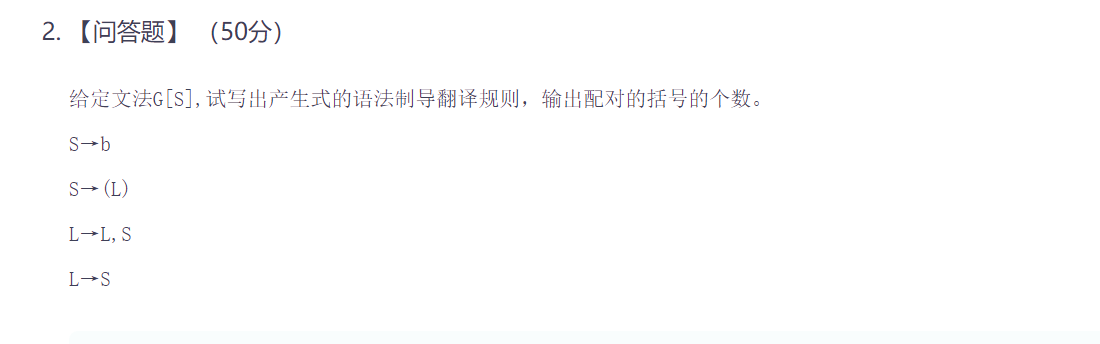 2. 【问答题】 （50分）
给定文法G[S],试写出产生式的语法制导翻译规则，输出配对的括号的个数。
S→b
S→(L)
L→L,S
L→S